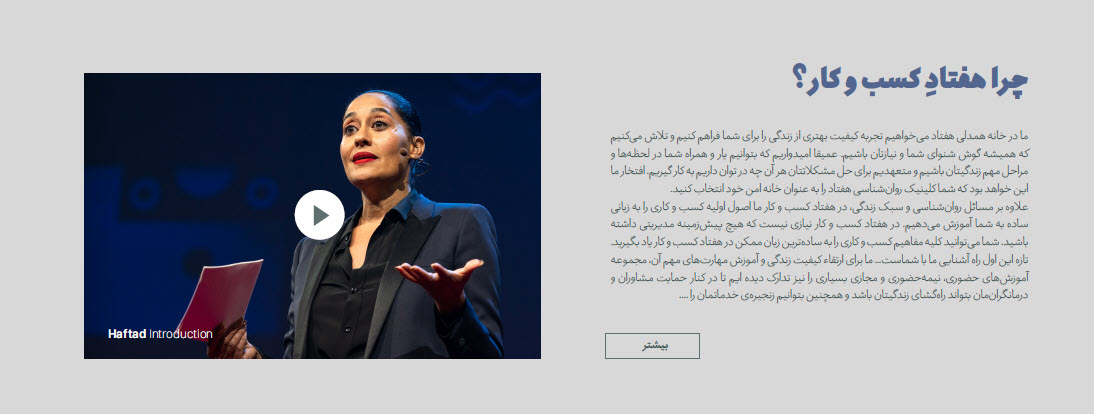 چرا هفتادِ کسب و کار؟
ما در خانه همدلی هفتاد می‌خواهیم تجربه کیفیت بهتری از زندگی را برای شما فراهم کنیم و تلاش می‌کنیم
که همیشه گوش شنوای شما و نیازتان باشیم. عمیقا امیدواریم که بتوانیم یار و همراه شما در لحظه‌ها و
مراحل مهم زندگیتان باشیم و متعهدیم برای حل مشکلاتتان هر آن چه در توان داریم به کار گیریم. افتخار ما
این خواهد بود که شما کلینیک روان‌شناسی هفتاد را به عنوان خانه امن خود انتخاب کنید.
علاوه بر مسائل روان‌شناسی و سبک زندگی، در هفتاد کسب و کار ما اصول اولیه کسب و کاری را به زبانی
ساده به شما آموزش می‌دهیم. در هفتاد کسب و کار نیازی نیست که هیچ پیش‌زمینه مدیریتی داشته
باشید. شما می‌توانید کلیه مفاهیم کسب و کاری را به ساده‌ترین زبان ممکن در هفتاد کسب و کار یاد بگیرید.
تازه این اول راه آشنایی ما با شماست... ما برای ارتقاء کیفیت زندگی و آموزش مهارت‌های مهم آن، مجموعه
آموزش‌های حضوری، نیمه‌حضوری و مجازی بسیاری را نیز تدارک دیده ایم تا در کنار حمایت مشاوران و
درمانگران‌مان بتواند راه‌گشای زندگیتان باشد و همچنین بتوانیم زنجیره‌ی خدماتمان را ....
بیشتر
Haftad Introduction